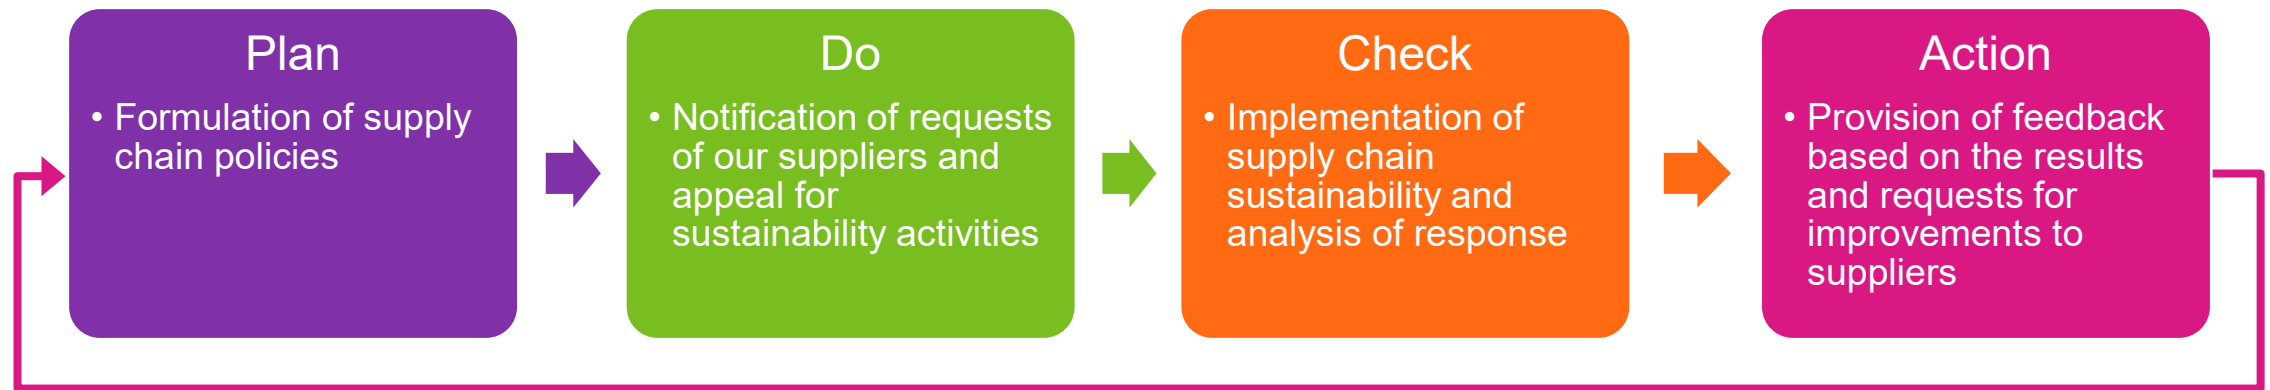 Plan
• Formulation of supply
chain policies
Do
• Notification of requests
of our suppliers and
appeal for
sustainability activities
Check
• Implementation of
supply chain
sustainability and
analysis of response
Action
• Provision of feedback
based on the results
and requests for
improvements to
suppliers